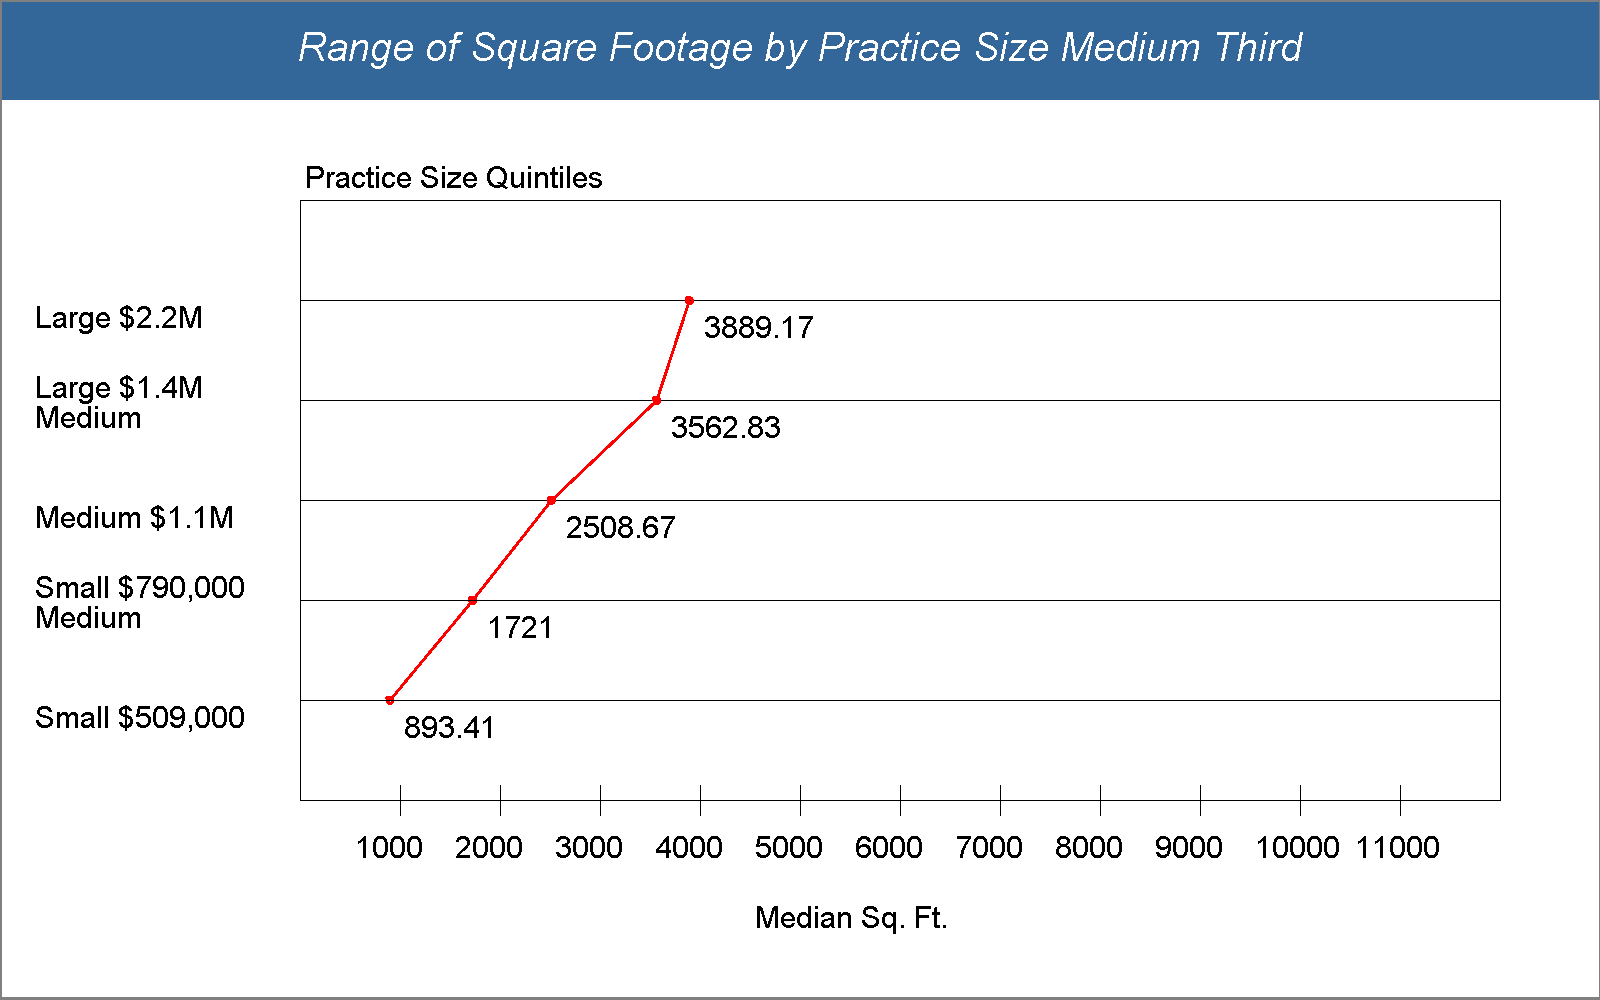 Range of Square Footage by Practice Size Medium Third
Practice Size Quintiles
Large $2.2M
3889.17
Large $1.4M
Medium
3562.83
Medium $1.1M
2508.67
Small $790,000
Medium
1721
Small $509,000
893.41
1000 2000 3000 4000 5000 6000 7000 8000 9000 10000 11000
Median Sq. Ft.